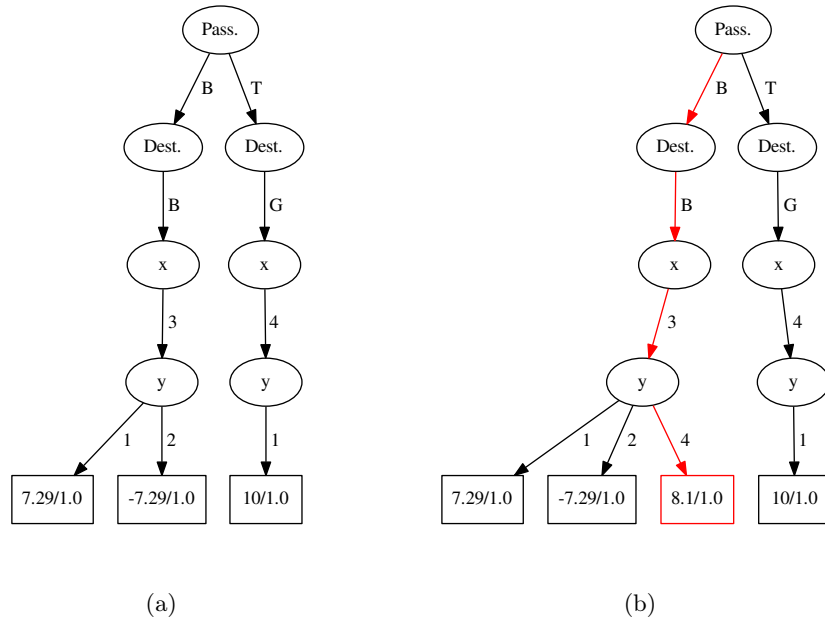 Pass.
B T
Dest. Dest.
B G
x x
3 4
y y
1 2 1
7.29/1.0 -7.29/1.0 10/1.0
(a)
Pass.
B T
Dest. Dest.
B G
x x
3 4
y y
1 2 4 1
7.29/1.0 -7.29/1.0 8.1/1.0 10/1.0
(b)